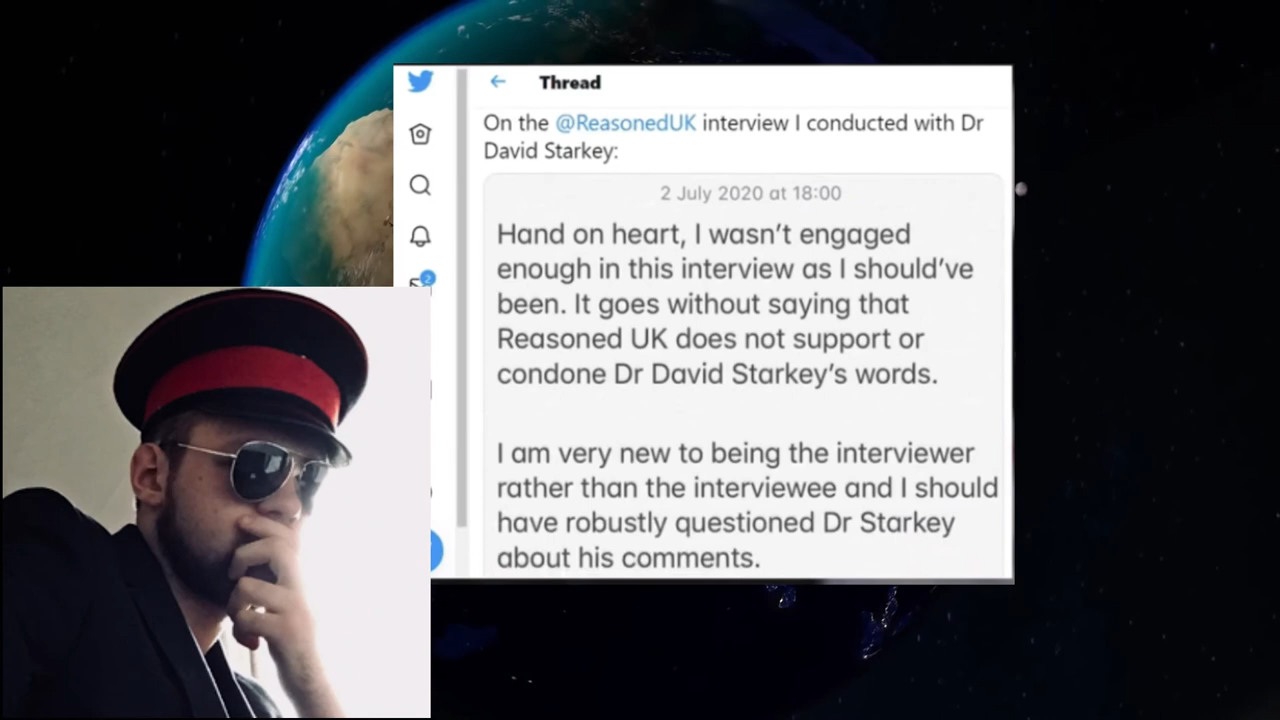 Thread
On the @ReasonedUK interview I conducted with Dr
David Starkey:
2 July 2020 at 18:00
Hand on heart, I wasn’t engaged
enough in this interview as I should’ve
been. It goes without saying that
Reasoned UK does not support or
condone Dr David Starkey’s words.
I am very new to being the interviewer
rather than the interviewee and I should
have robustly questioned Dr Starkey
about his comments.
2